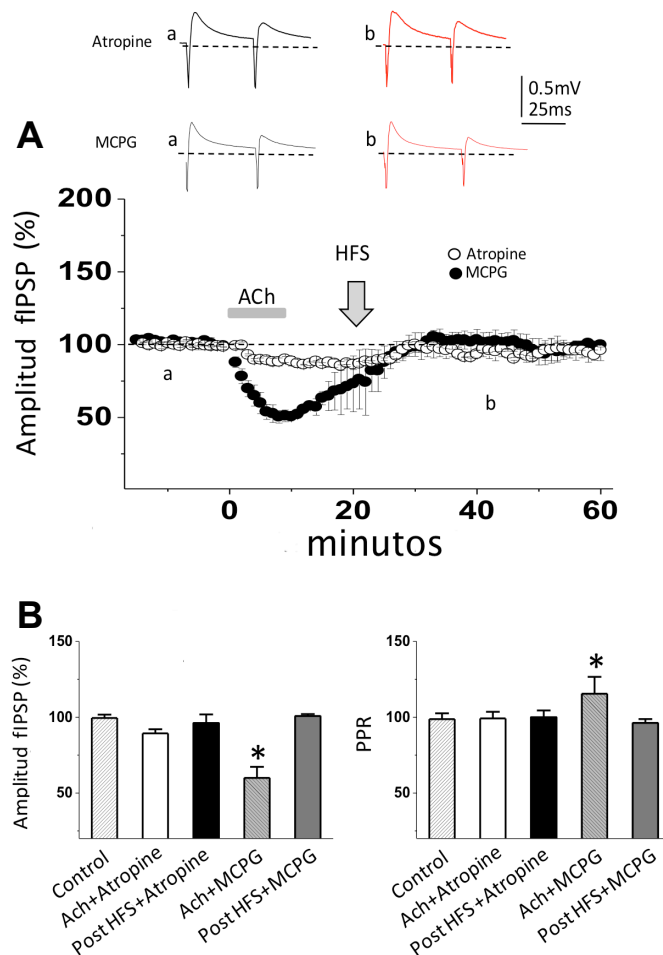 Atropine
a
b
0.5mV
25ms
A
MCPG
a
b
200
150
100
50
Amplitud fIPSP (%)
HFS
Atropine
MCPG
ACh
a
b
0
20
40
60
minutos
B
150
100
50
Amplitud fIPSP (%)
*
Control
Ach+Atropine
Post HFS+Atropine
Ach+MCPG
Post HFS+MCPG
150
100
50
PPR
*
Control
Ach+Atropine
Post HFS+Atropine
Ach+MCPG
Post HFS+MCPG